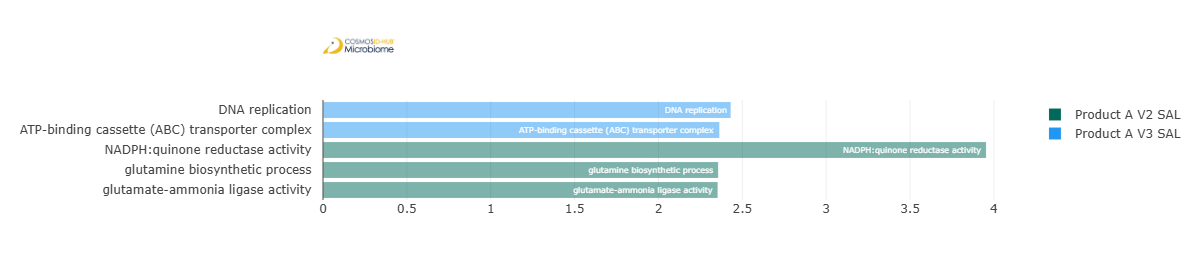 COSMOSID-HUB
Microbiome
DNA replication
DNA replication
ATP-binding cassette (ABC) transporter complex
ATP-binding cassette (ABC) transporter complex
NADPH:quinone reductase activity
NADPH:quinone reductase activity
glutamine biosynthetic process
glutamine biosynthetic process
glutamate-ammonia ligase activity
glutamate-ammonia ligase activity
0 0.5 1 1.5 2 2.5 3 3.5 4
Product A V2 SAL
Product A V3 SAL